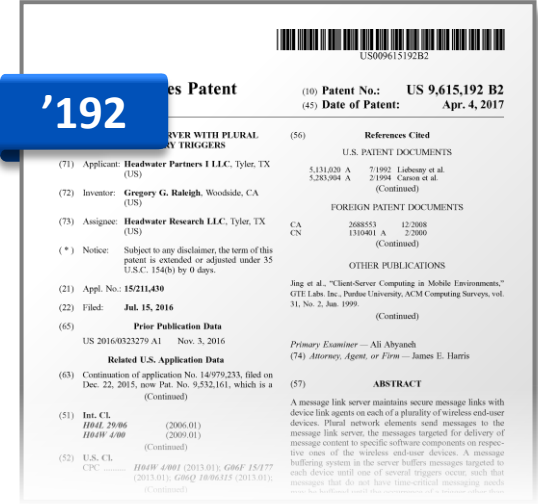 US009615192B2
es Patent
(10) Patent No.: US 9,615,192 B2
(45) Date of Patent: Apr. 4, 2017
’192
RVER WITH PLURAL
RY TRIGGERS
(71) Applicant: Headwater Partners I LLC, Tyler, TX
(US)
(72) Inventor: Gregory G. Raleigh, Woodside, CA
(US)
(73) Assignee: Headwater Research LLC, Tyler, TX
(US)
( * ) Notice: Subject to any disclaimer, the term of this
patent is extended or adjusted under 35
U.S.C. 154(b) by 0 days.
(21) Appl. No.: 15/211,430
(22) Filed: Jul. 15, 2016
(65) Prior Publication Data
US 2016/0323279 A1 Nov. 3, 2016
Related U.S. Application Data
(63) Continuation of application No. 14/979,233, filed on
Dec. 22, 2015, now Pat. No. 9,532,161, which is a
(Continued)
(51) Int. Cl.
H04L 29/06 (2006.01)
H04W 4/00 (2009.01)
(Continued)
(52) U.S. Cl.
CPC .......... H04W 4/001 (2013.01); G06F 15/177
(2013.01); G06Q 10/06315 (2013.01);
(Continued)
(56) References Cited
U.S. PATENT DOCUMENTS
5,131,020 A 7/1992 Liebesny et al.
5,283,904 A 2/1994 Carson et al.
(Continued)
FOREIGN PATENT DOCUMENTS
CA 2688553 12/2008
CN 1310401 A 2/2000
(Continued)
OTHER PUBLICATIONS
Jing et al., “Client-Server Computing in Mobile Environments,”
GTE Labs. Inc., Purdue University, ACM Computing Surveys, vol.
31, No. 2, Jun. 1999.
(Continued)
Primary Examiner — Ali Abyaneh
(74) Attorney, Agent, or Firm — James E. Harris
(57) ABSTRACT
A message link server maintains secure message links with
device link agents on each of a plurality of wireless end-user
devices. Plural network elements send messages to the
message link server, the messages targeted for delivery of
message content to specific software components on respec-
tive ones of the wireless end-user devices. A message
buffering system in the server buffers messages targeted to
each device until one of several triggers occur, such that
messages that do not have time-critical messaging needs